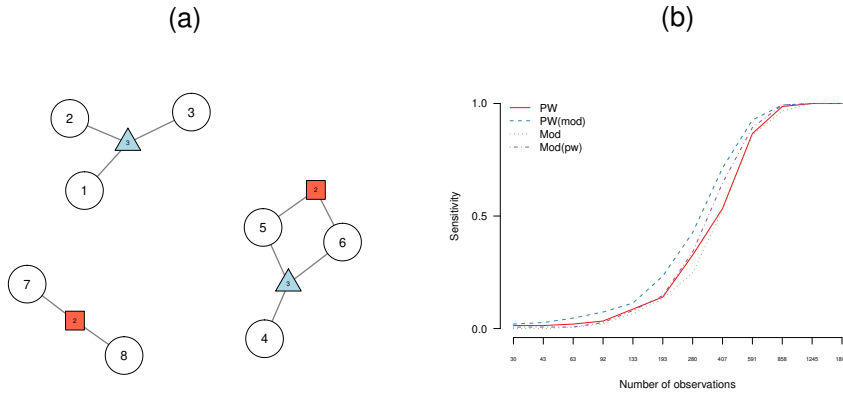 (a)
2
3
3
1
2
5
6
3
4
7
2
8
(b)
1.0
0.5
0.0
Sensitivity
PW
PW(mod)
Mod
Mod(pw)
30 43 63 92 133 193 280 407 591 858 1245
Number of observations